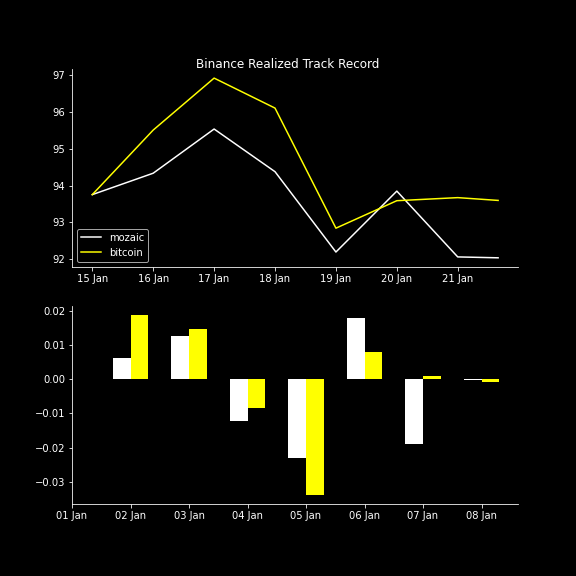 Binance Realized Track Record
97
96
95
94
93
92
mozaic
bitcoin
15 Jan 16 Jan 17 Jan 18 Jan 19 Jan 20 Jan 21 Jan
0.02
0.01
0.00
−0.01
−0.02
−0.03
01 Jan 02 Jan 03 Jan 04 Jan 05 Jan 06 Jan 07 Jan 08 Jan